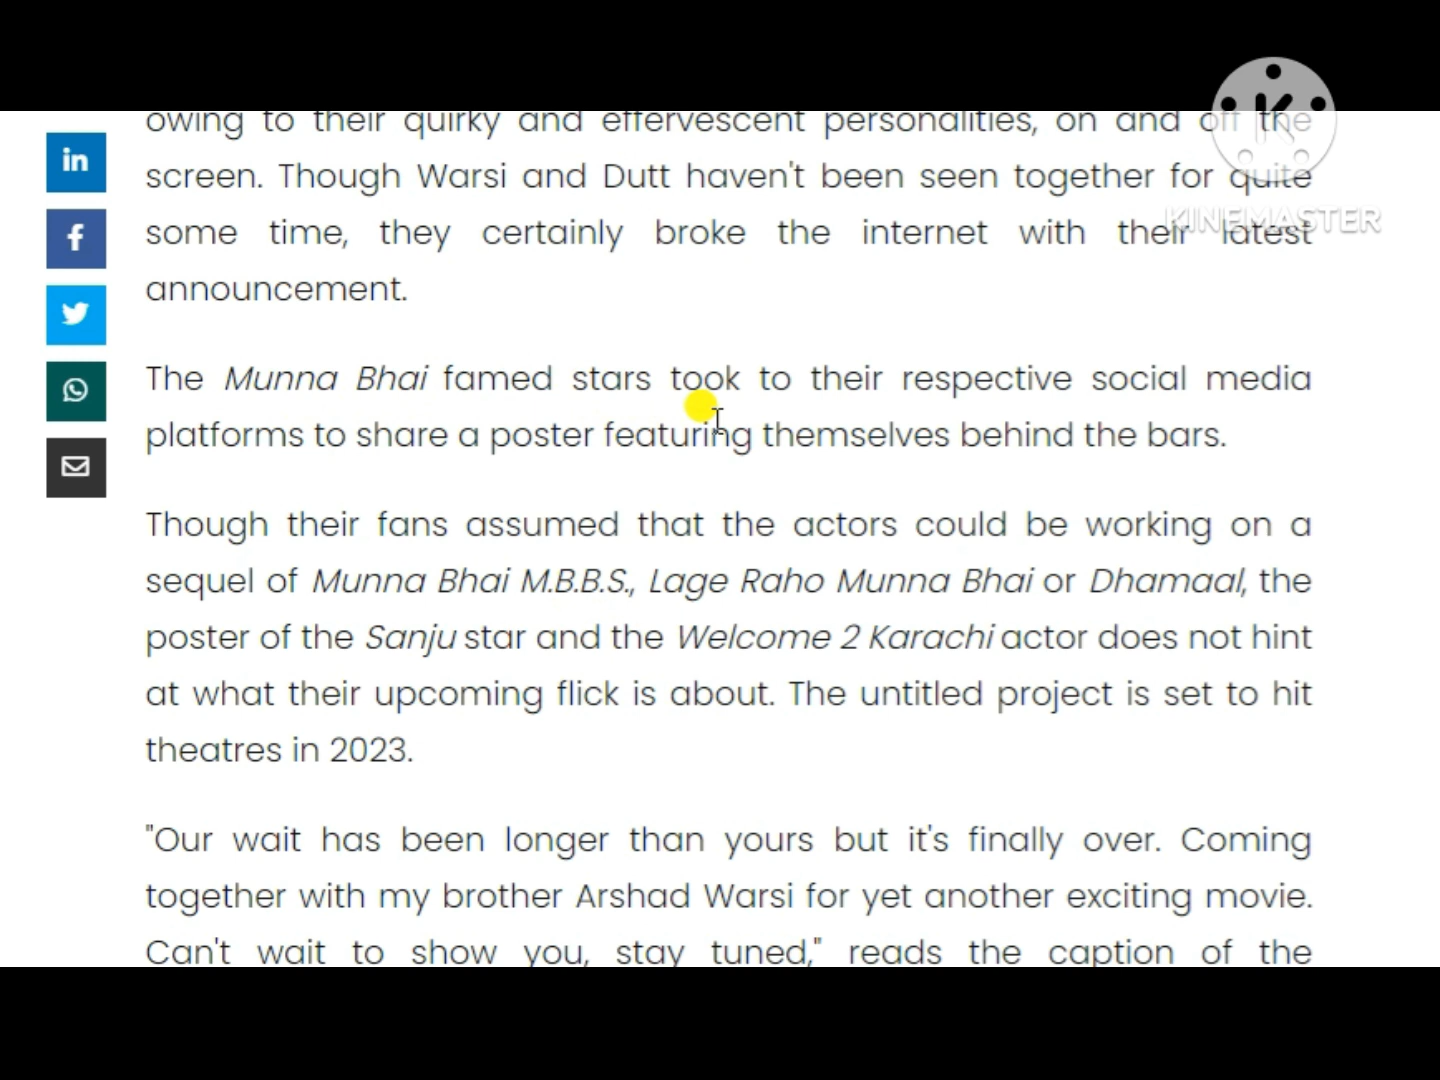 owing to their quirky and effervescent personalities, on and off the
screen. Though Warsi and Dutt haven't been seen together for quite
some time, they certainly broke the internet with their latest
announcement.
The Munna Bhai famed stars took to their respective social media
platforms to share a poster featuring themselves behind the bars.
Though their fans assumed that the actors could be working on a
sequel of Munna Bhai M.B.B.S., Lage Raho Munna Bhai or Dhamaal, the
poster of the Sanju star and the Welcome 2 Karachi actor does not hint
at what their upcoming flick is about. The untitled project is set to hit
theatres in 2023.
"Our wait has been longer than yours but it's finally over. Coming
together with my brother Arshad Warsi for yet another exciting movie.
Can't wait to show you, stay tuned," reads the caption of the
in
f
K
KINEMASTER